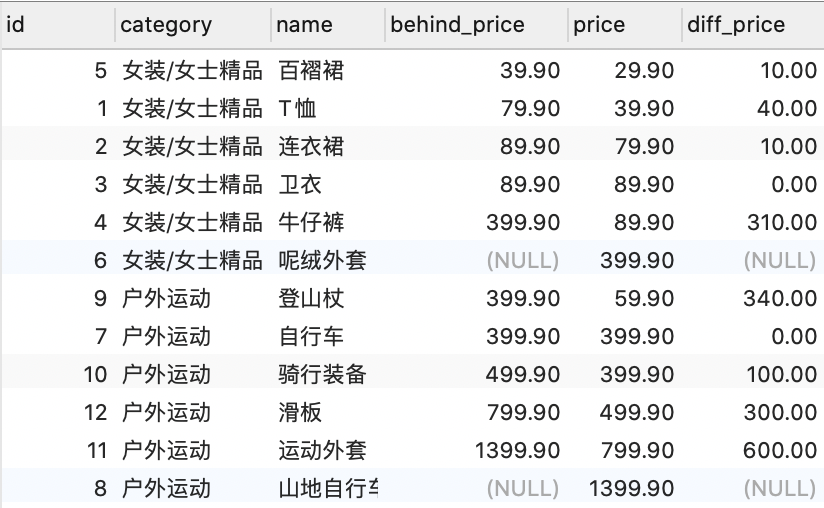 id category name behind_price price diff_price
5 女装/女士精品 百褶裙 39.90 29.90 10.00
1 女装/女士精品 T恤 79.90 39.90 40.00
2 女装/女士精品 连衣裙 89.90 79.90 10.00
3 女装/女士精品 卫衣 89.90 89.90 0.00
4 女装/女士精品 牛仔裤 399.90 89.90 310.00
6 女装/女士精品 呢绒外套 (NULL) 399.90 (NULL)
9 户外运动 登山杖 399.90 59.90 340.00
7 户外运动 自行车 399.90 399.90 0.00
10 户外运动 骑行装备 499.90 399.90 100.00
12 户外运动 滑板 799.90 499.90 300.00
11 户外运动 运动外套 1399.90 799.90 600.00
8 户外运动 山地自行车 (NULL) 1399.90 (NULL)